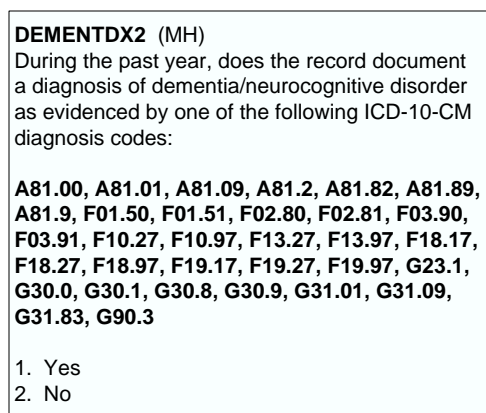 DEMENTDX2 (MH)
During the past year, does the record document
a diagnosis of dementia/neurocognitive disorder
as evidenced by one of the following ICD-10-CM
diagnosis codes:
A81.00, A81.01, A81.09, A81.2, A81.82, A81.89,
A81.9, F01.50, F01.51, F02.80, F02.81, F03.90,
F03.91, F10.27, F10.97, F13.27, F13.97, F18.17,
F18.27, F18.97, F19.17, F19.27, F19.97, G23.1,
G30.0, G30.1, G30.8, G30.9, G31.01, G31.09,
G31.83, G90.3
1. Yes
2. No